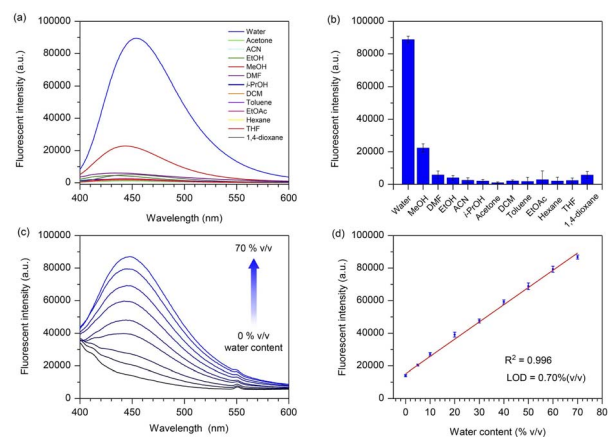 (a)
Fluorescent intensity (a.u.)
100000
80000
60000
40000
20000
0
400
450
500
550
600
Wavelength (nm)
Water
Acetone
ACN
EtOH
MeOH
DMF
i-PrOH
DCM
Toluene
EtOAc
Hexane
THF
1,4-dioxane
(b)
Fluorescent intensity (a.u.)
100000
80000
60000
40000
20000
0
Water
MeOH
DMF
EtOH
ACN
i-PrOH
Acetone
DCM
Toluene
EtOAc
Hexane
THF
1,4-dioxane
(c)
Fluorescent intensity (a.u.)
100000
80000
60000
40000
20000
0
400
450
500
550
600
Wavelength (nm)
70 % v/v
0 % v/v
water content
(d)
Fluorescent intensity (a.u.)
100000
80000
60000
40000
20000
0
0
10
20
30
40
50
60
70
80
Water content (% v/v)
R² = 0.996
LOD = 0.70%(v/v)